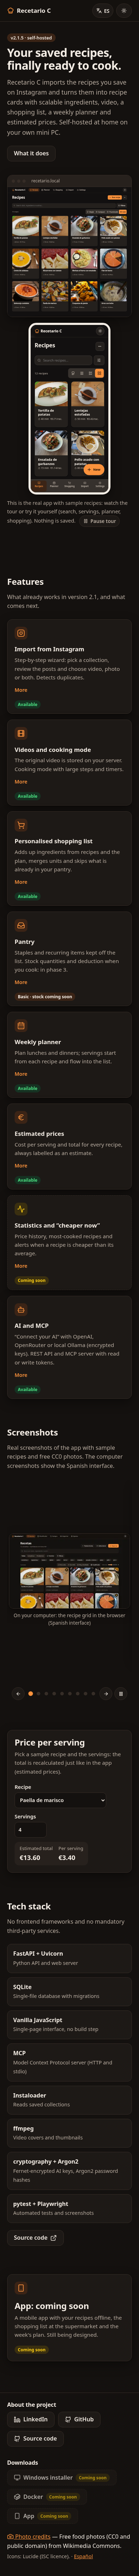 Recetario C
ES
v2.1.5 · self-hosted
Your saved recipes,
finally ready to cook.
Recetario C imports the recipes you save
on Instagram and turns them into recipe
cards, a shopping list, a pantry, a
weekly planner and
estimated prices. Self-hosted at home on
your own mini PC.
What it does
recetario.local
Recipes
Recetario C
Recipes
Tortilla de
patatas
Lentejas
estofadas
Ensalada de
garbanzos
Pollo asado con
This is the real app with sample recipes: watch the
tour or try it yourself (search, servings, planner,
shopping). Nothing is saved.
Pause tour
Features
What already works in version 2.1, and what
comes next.
Import from Instagram
Step-by-step wizard: pick a collection,
review the posts and choose video, photo
or both. Detects duplicates.
More
Available
Videos and cooking mode
The original video is stored on your server.
Cooking mode with large steps and timers.
More
Available
Personalised shopping list
Adds up ingredients from recipes and the
plan, merges units and skips what is
already in your pantry.
More
Available
Pantry
Staples and recurring items kept off the
list. Stock quantities and deduction when
you cook: in phase 3.
More
Basic · stock coming soon
Weekly planner
Plan lunches and dinners; servings start
from each recipe and flow into the list.
More
Available
Estimated prices
Cost per serving and total for every recipe,
always labelled as an estimate.
More
Available
Statistics and “cheaper now”
Price history, most-cooked recipes and
alerts when a recipe is cheaper than its
average.
More
Coming soon
AI and MCP
“Connect your AI” with OpenAI,
OpenRouter or local Ollama (encrypted
keys). REST API and MCP server with read
or write tokens.
More
Available
Screenshots
Real screenshots of the app with sample
recipes and free CC0 photos. The computer
screenshots show the Spanish interface.
On your computer: the recipe grid in the browser
(Spanish interface)
Price per serving
Pick a sample recipe and the servings: the
total is recalculated just like in the app
(estimated prices).
Recipe
Paella de marisco
Servings
4
Estimated total
Per serving
€13.60
€3.40
Tech stack
No frontend frameworks and no mandatory
third-party services.
FastAPI + Uvicorn
Python API and web server
SQLite
Single-file database with migrations
Vanilla JavaScript
Single-page interface, no build step
MCP
Model Context Protocol server (HTTP and
stdio)
Instaloader
Reads saved collections
ffmpeg
Video covers and thumbnails
cryptography + Argon2
Fernet-encrypted AI keys, Argon2 password
hashes
pytest + Playwright
Automated tests and screenshots
Source code
App: coming soon
A mobile app with your recipes offline, the
shopping list at the supermarket and the
week's plan. Still being designed.
Coming soon
About the project
LinkedIn
GitHub
Source code
Downloads
Windows installer
Coming soon
Docker
Coming soon
App
Coming soon
Photo credits — Free food photos (CC0 and
public domain) from Wikimedia Commons.
Icons: Lucide (ISC licence). · Español